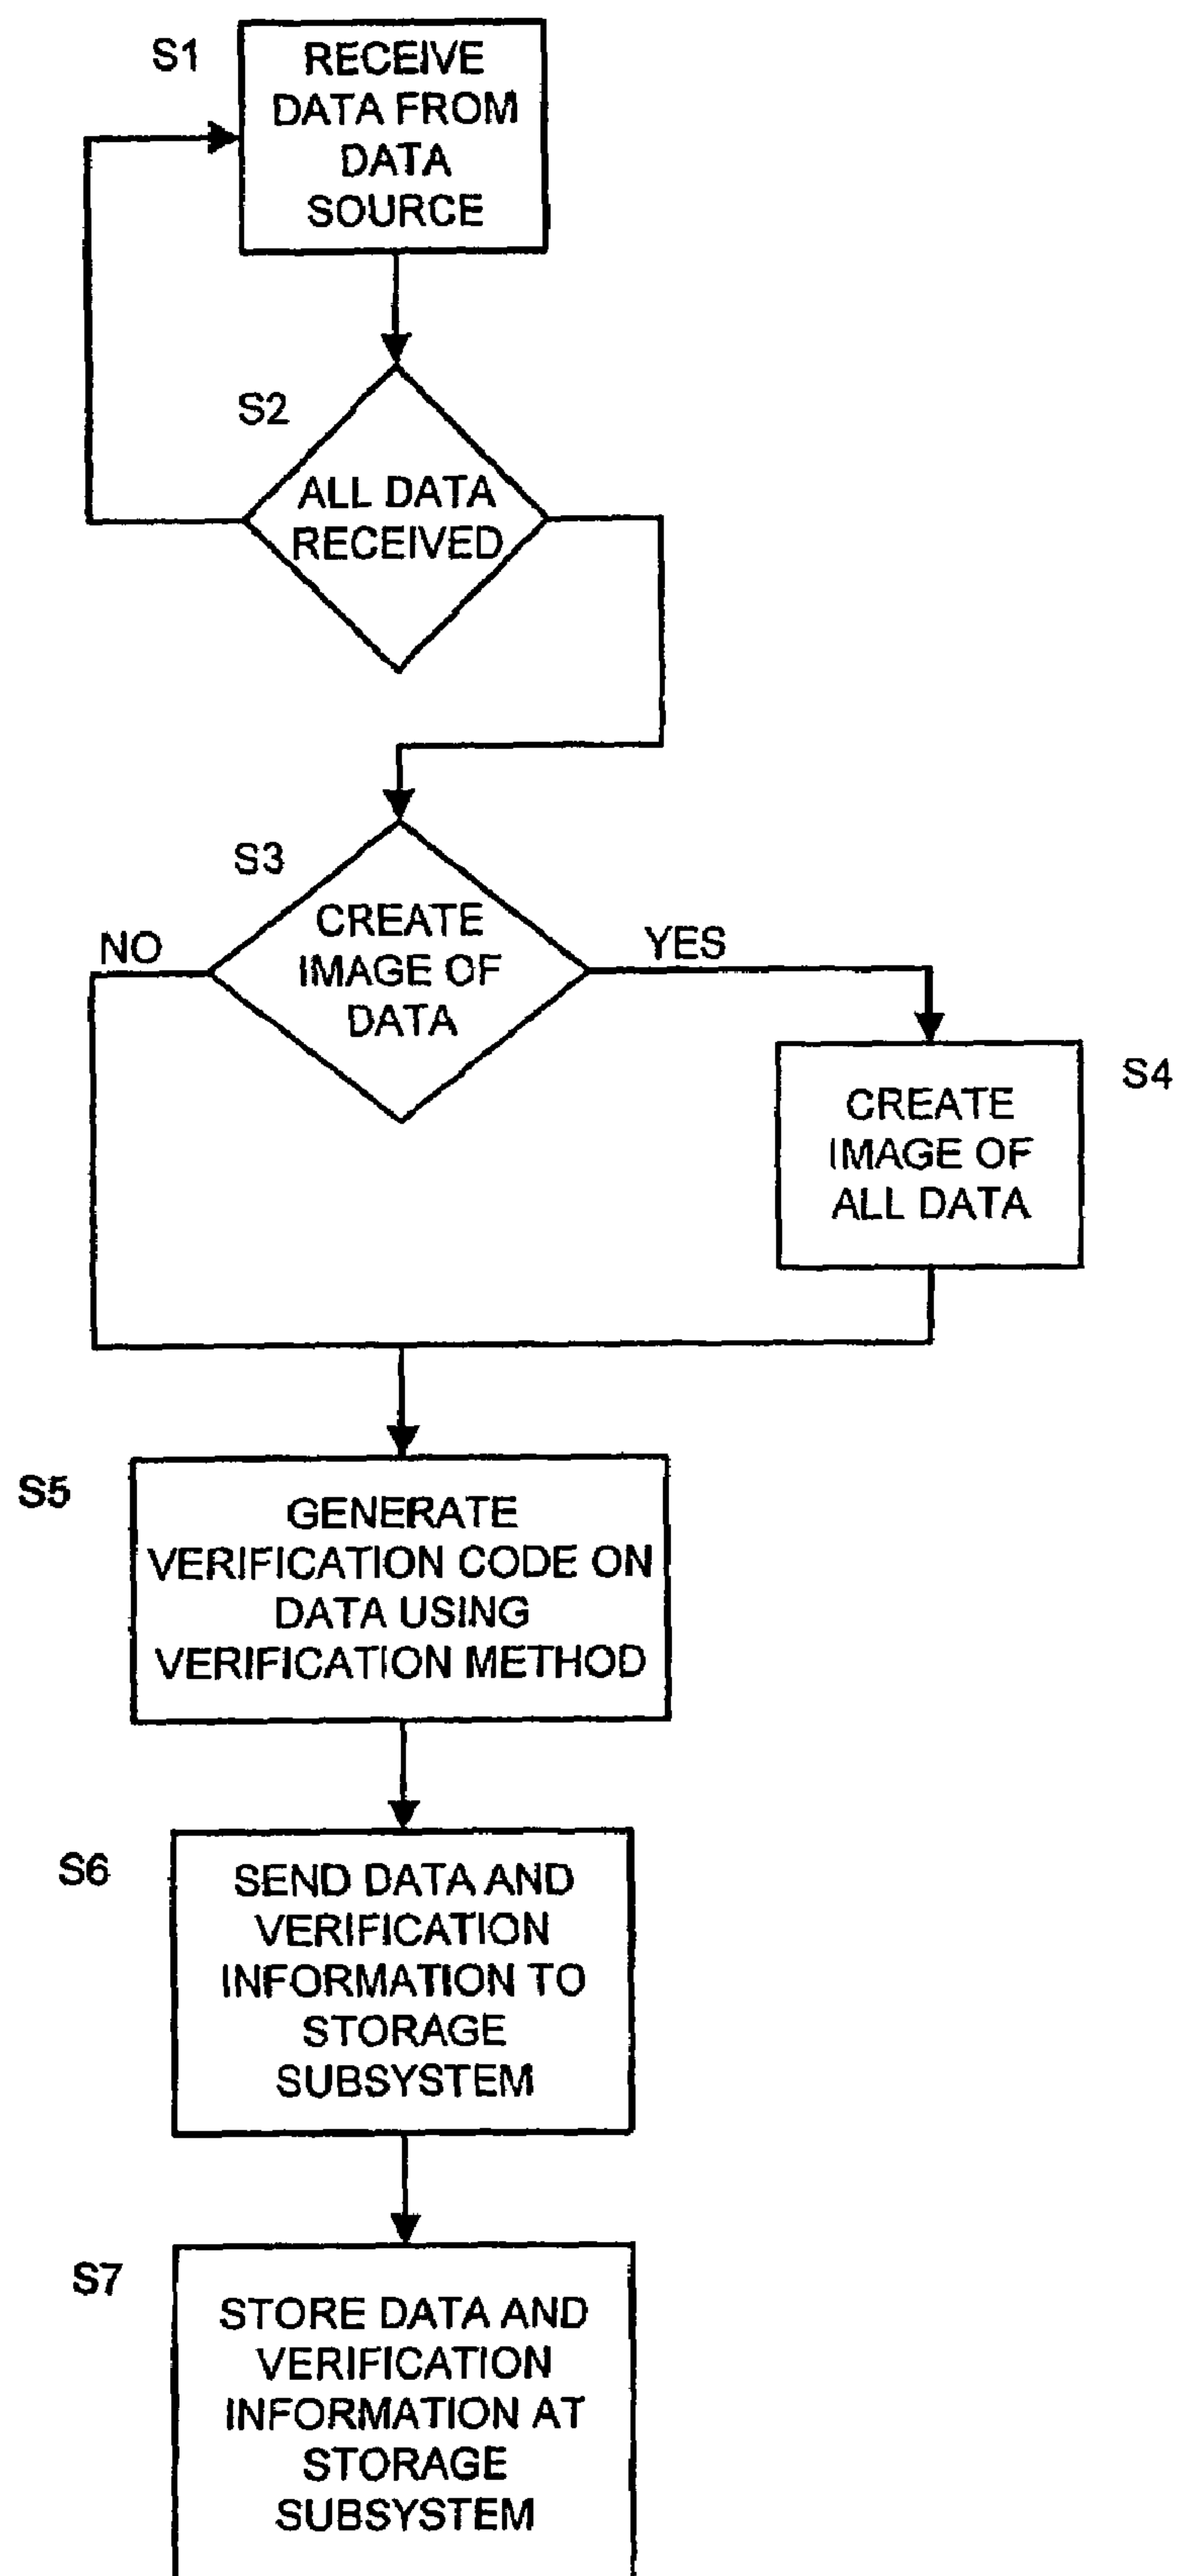 S1
RECEIVE
DATA FROM
DATA
SOURCE
S2
ALL DATA
RECEIVED
S3
CREATE
IMAGE OF
DATA
NO
YES
S4
CREATE
IMAGE OF
ALL DATA
S5
GENERATE
VERIFICATION CODE ON
DATA USING
VERIFICATION METHOD
S6
SEND DATA AND
VERIFICATION
INFORMATION TO
STORAGE
SUBSYSTEM
S7
STORE DATA AND
VERIFICATION
INFORMATION AT
STORAGE
SUBSYSTEM